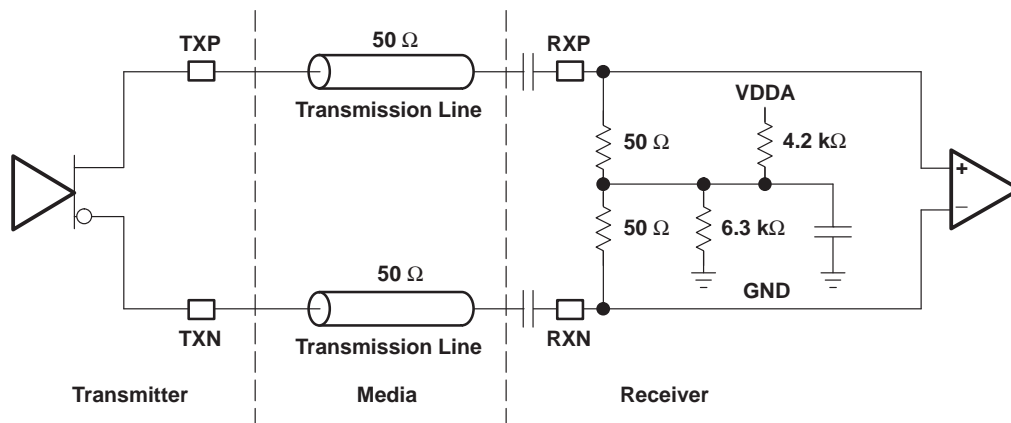 TXP
50 Ω
Transmission Line
RXP
VDDA
50 Ω
4.2 kΩ
+
–
50 Ω
6.3 kΩ
GND
TXN
50 Ω
Transmission Line
RXN
Transmitter
Media
Receiver